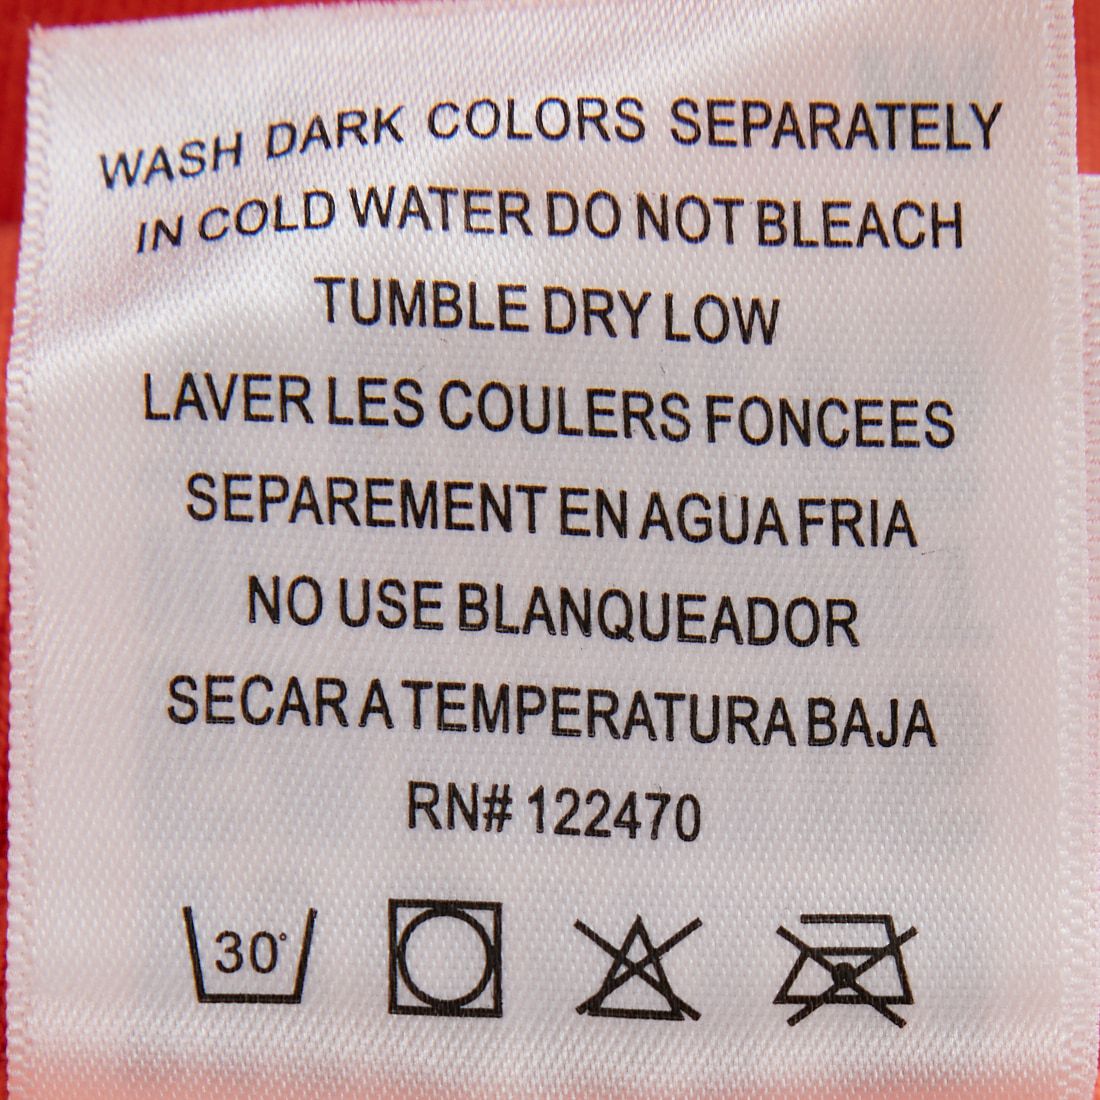 WASH DARK COLORS SEPARATELY
IN COLD WATER DO NOT BLEACH
TUMBLE DRY LOW
LAVER LES COULERS FONCEES
SEPAREMENT EN AGUA FRIA
NO USE BLANQUEADOR
SECAR A TEMPERATURA BAJA
RN# 122470
30°